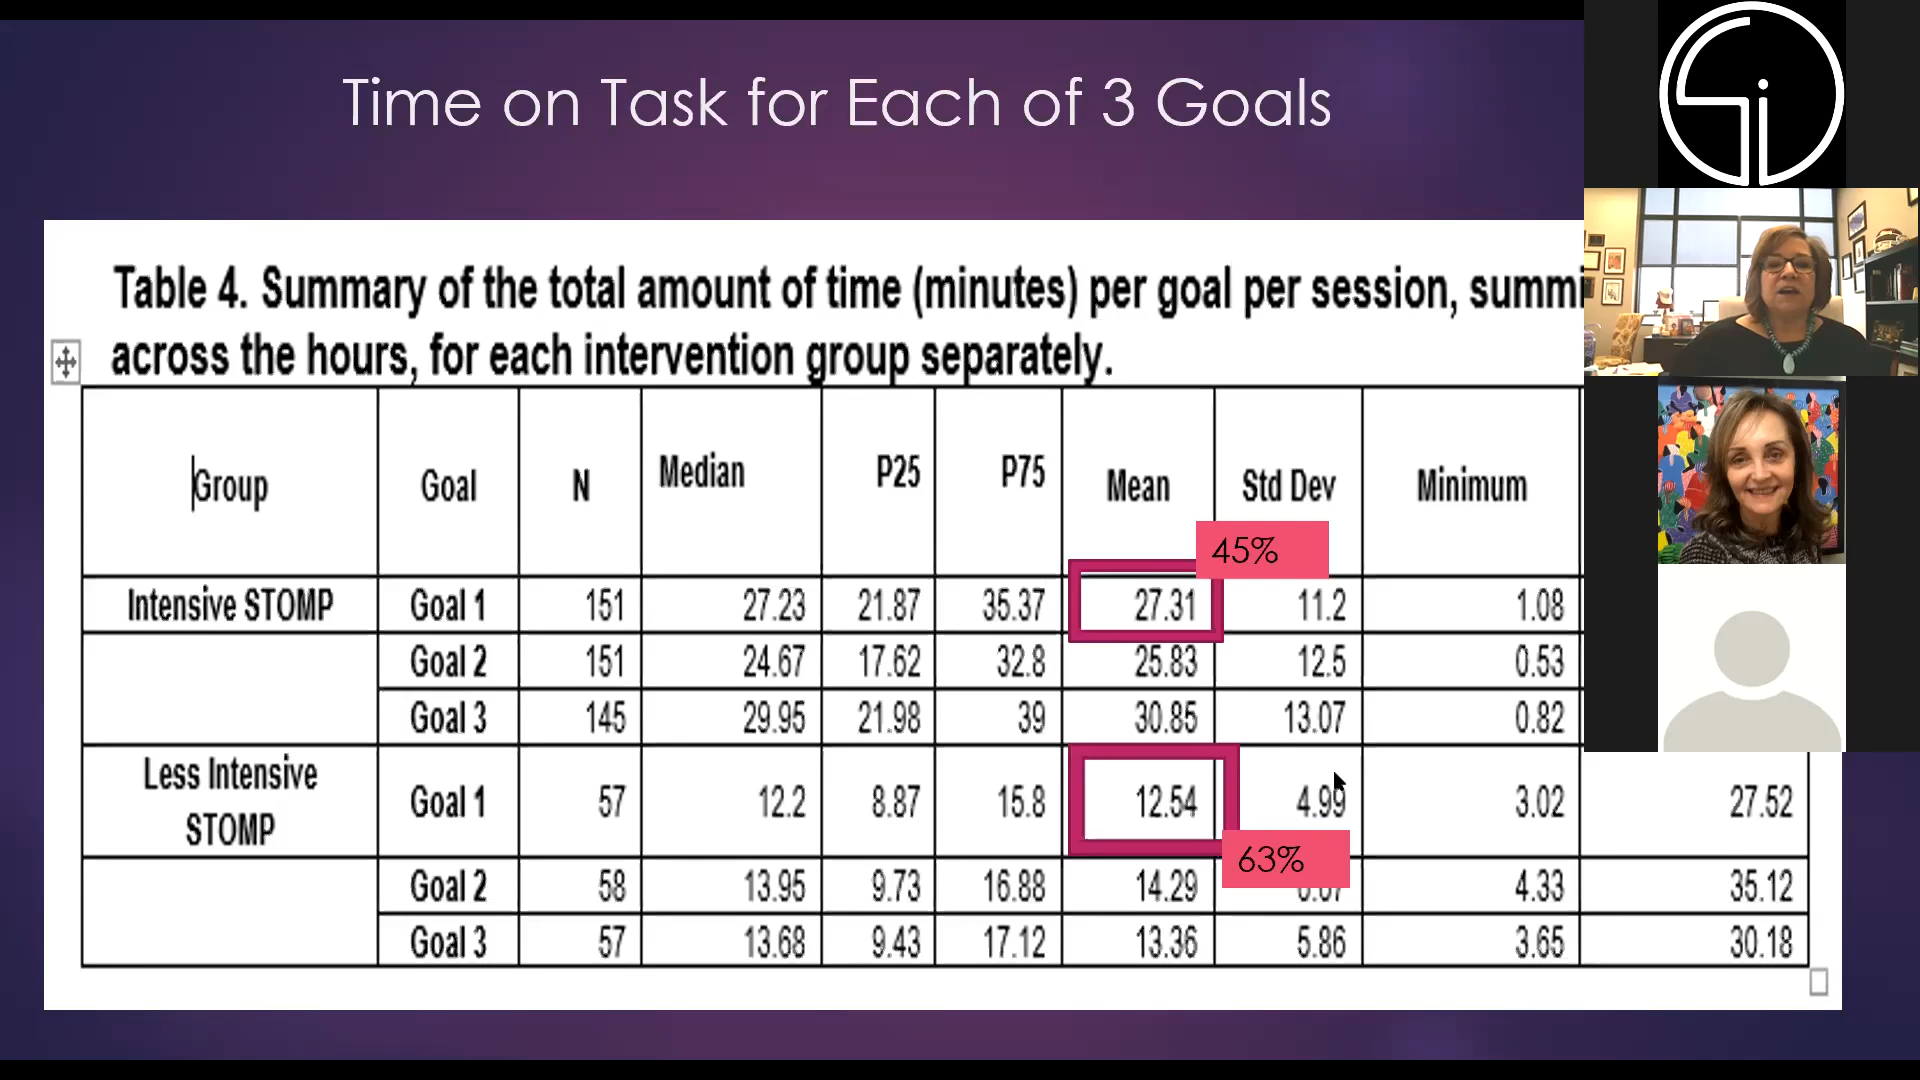 Time on Task for Each of 3 Goals
Table 4. Summary of the total amount of time (minutes) per goal per session,
across the hours, for each intervention group separately.
Group Goal N Median P25 P75 Mean Std Dev Minimum
45%
Intensive STOMP Goal 1 151 27.23 21.87 35.37 27.31 11.2 1.08
Goal 2 151 24.67 17.62 32.8 25.83 12.5 0.53
Goal 3 145 29.95 21.98 39 30.85 13.07 0.82
Less Intensive
STOMP Goal 1 57 12.2 8.87 15.8 12.54 4.99 3.02 27.52
63%
Goal 2 58 13.95 9.73 16.88 14.29 4.33 35.12
Goal 3 57 13.68 9.43 17.12 13.36 5.86 3.65 30.18